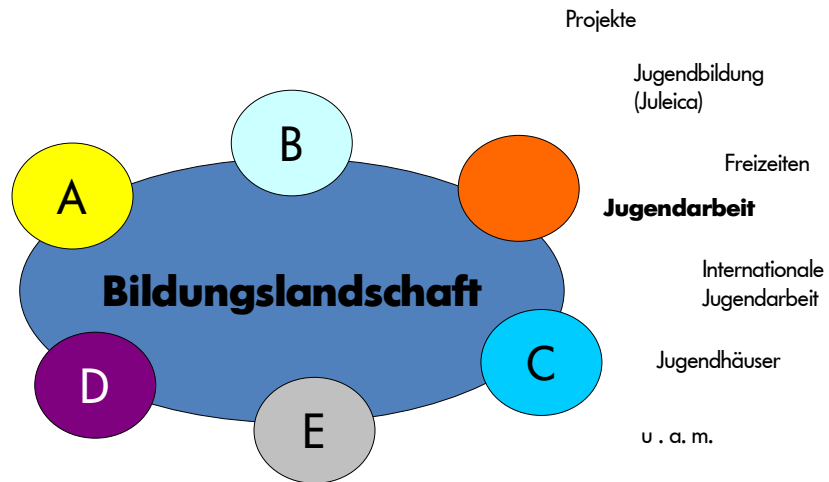 Projekte
Jugendbildung
(Juleica)
B
Freizeiten
A
Jugendarbeit
Internationale
Jugendarbeit
Bildungslandschaft
C
Jugendhäuser
D
E
u . a. m.